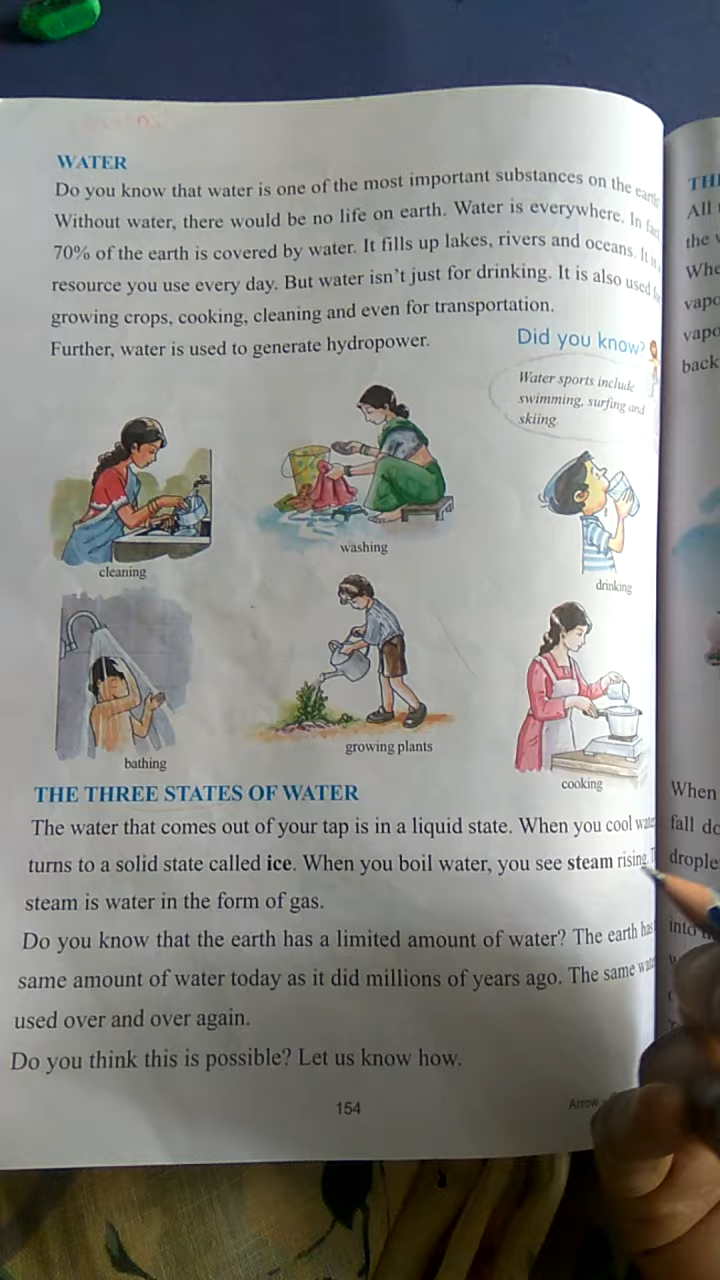 WATER
Do you know that water is one of the most important substances on the earth
Without water, there would be no life on earth. Water is everywhere. In
70% of the earth is covered by water. It fills up lakes, rivers and oceans. It
resource you use every day. But water isn't just for drinking. It is also used
growing crops, cooking, cleaning and even for transportation.
Further, water is used to generate hydropower.
Did you know?
Water sports include
swimming, surfing and
skiing.
cleaning
washing
drinking
bathing
growing plants
cooking
THE THREE STATES OF WATER
The water that comes out of your tap is in a liquid state. When you cool
turns to a solid state called ice. When you boil water, you see steam rising.
steam is water in the form of gas.
Do you know that the earth has a limited amount of water? The earth has
same amount of water today as it did millions of years ago. The same
used over and over again.
Do you think this is possible? Let us know how.
154
Arrow
All
the
back
When
fall
into